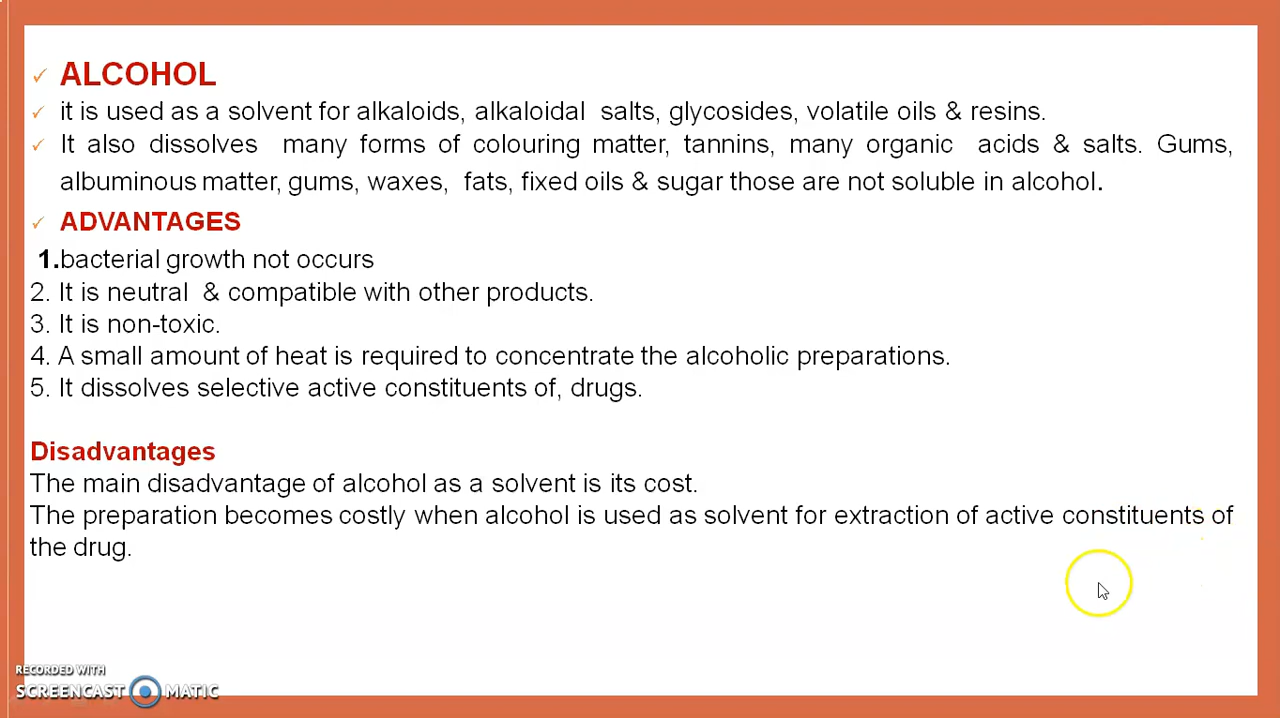 ALCOHOL
it is used as a solvent for alkaloids, alkaloidal salts, glycosides, volatile oils & resins.
It also dissolves many forms of colouring matter, tannins, many organic acids & salts. Gums,
albuminous matter, gums, waxes, fats, fixed oils & sugar those are not soluble in alcohol.
ADVANTAGES
1.bacterial growth not occurs
2. It is neutral & compatible with other products.
3. It is non-toxic.
4. A small amount of heat is required to concentrate the alcoholic preparations.
5. It dissolves selective active constituents of, drugs.
Disadvantages
The main disadvantage of alcohol as a solvent is its cost.
The preparation becomes costly when alcohol is used as solvent for extraction of active constituents of
the drug.
RECORDED WITH
SCREENCAST MATIC